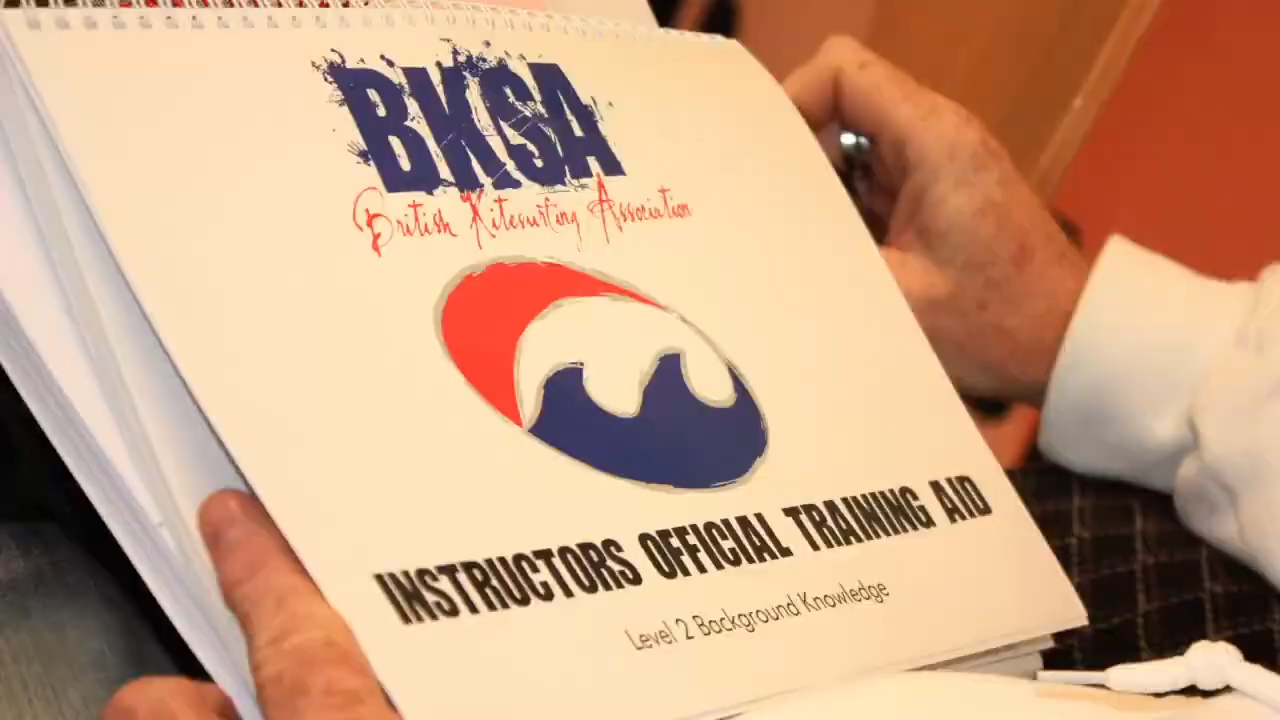 BKSA
British Kitesurfing Association
INSTRUCTORS OFFICIAL TRAINING AID
Level 2 Background Knowledge